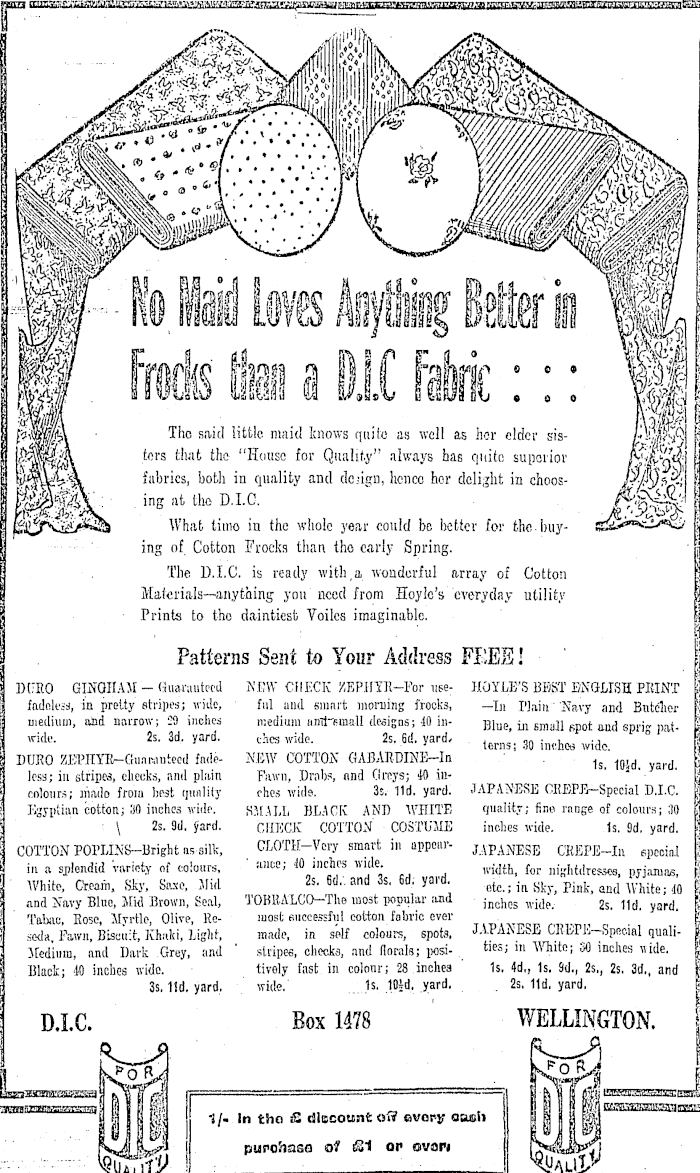 No Maid Loves Anything Better in
Frocks than a D.I.C Fabric : : :
The said little maid knows quite as well as her elder sis-
ters that the "House for Quality" always has quite superior
fabrics, both in quality and design, hence her delight in choos-
ing at the D.I.C.
What time in the whole year could be better for the buy-
ing of Cotton Frocks than the early Spring.
The D.I.C. is ready with a wonderful array of Cotton
Materials—anything you need from Hoyle's everyday utility
Prints to the daintiest Voiles imaginable.
Patterns Sent to Your Address FREE!
DURO GINGHAM — Guaranteed
fadeless, in pretty stripes; wide,
medium, and narrow; 29 inches
wide. 2s. 3d. yard.
DURO ZEPHYR—Guaranteed fade-
less; in stripes, checks, and plain
colours; made from best quality
Egyptian cotton; 30 inches wide.
2s. 9d. yard.
COTTON POPLINS—Bright as silk,
in a splendid variety of colours,
White, Cream, Sky, Saxe, Mid
and Navy Blue, Mid Brown, Seal,
Tabac, Rose, Myrtle, Olive, Re-
seda, Fawn, Biscuit, Khaki, Light,
Medium, and Dark Grey, and
Black; 40 inches wide.
3s. 11d. yard.
NEW CHECK ZEPHYR—For use-
ful and smart morning frocks,
medium and small designs; 40 in-
ches wide. 2s. 6d. yard.
NEW COTTON GABARDINE—In
Fawn, Drabs, and Greys; 40 in-
ches wide. 3s. 11d. yard.
SMALL BLACK AND WHITE
CHECK COTTON COSTUME
CLOTH—Very smart in appear-
ance; 40 inches wide.
2s. 6d. and 3s. 6d. yard.
TOBRALCO—The most popular and
most successful cotton fabric ever
made, in self colours, spots,
stripes, checks, and florals; posi-
tively fast in colour; 28 inches
wide. 1s. 10½d. yard.
HOYLE'S BEST ENGLISH PRINT
—In Plain Navy and Butcher
Blue, in small spot and sprig pat-
terns; 30 inches wide.
1s. 10½d. yard.
JAPANESE CREPE—Special D.I.C.
quality; fine range of colours; 30
inches wide. 1s. 9d. yard.
JAPANESE CREPE—In special
width, for nightdresses, pyjamas,
etc.; in Sky, Pink, and White; 40
inches wide. 2s. 11d. yard.
JAPANESE CREPE—Special quali-
ties; in White; 30 inches wide.
1s. 4d., 1s. 9d., 2s., 2s. 3d., and
2s. 11d. yard.
D.I.C. Box 1478 WELLINGTON.
FOR
DIC
QUALITY
1/- in the £ discount off every cash
purchase of £1 or over.
FOR
DIC
QUALITY